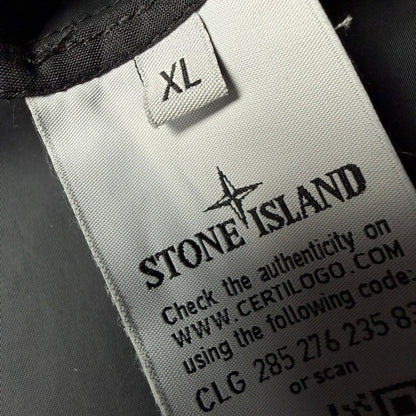 XL
STONE ISLAND
Check the authenticity on
WWW.CERTILOGO.COM
using the following code:
CLG 285 276 235 83
or scan